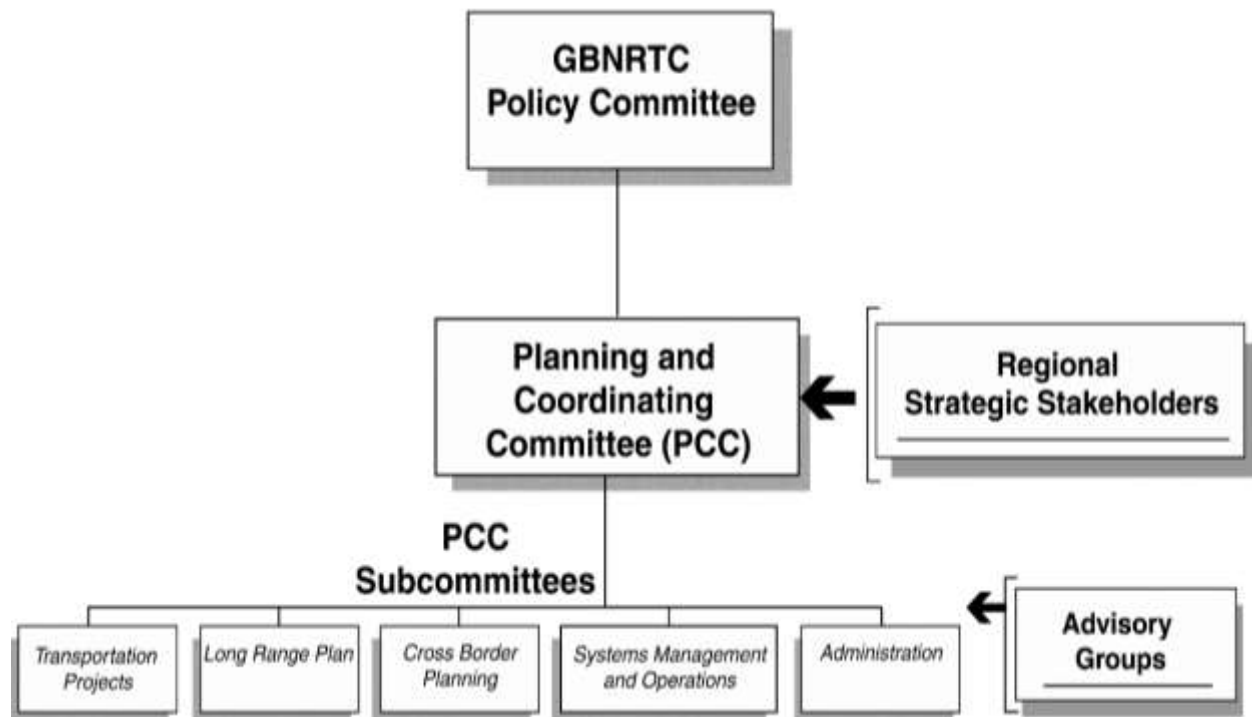 GBNRTC
Policy Committee
Planning and
Coordinating
Committee (PCC)
Regional
Strategic Stakeholders
PCC
Subcommittees
Transportation
Projects
Long Range Plan
Cross Border
Planning
Systems Management
and Operations
Administration
Advisory
Groups